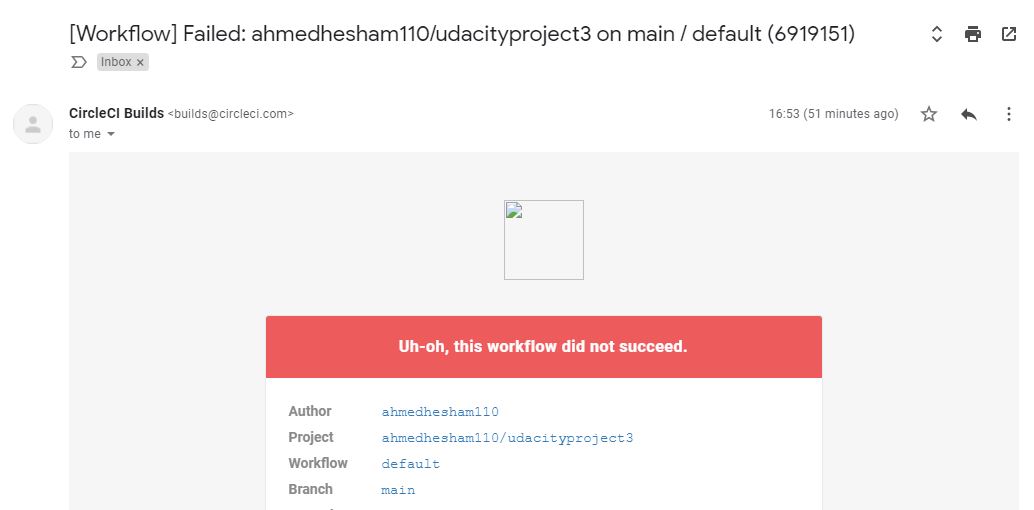 [Workflow] Failed: ahmedhesham110/udacityproject3 on main / default (6919151)
Inbox ×
CircleCI Builds <builds@circleci.com>
16:53 (51 minutes ago)
to me
Uh-oh, this workflow did not succeed.
Author ahmedhesham110
Project ahmedhesham110/udacityproject3
Workflow default
Branch main